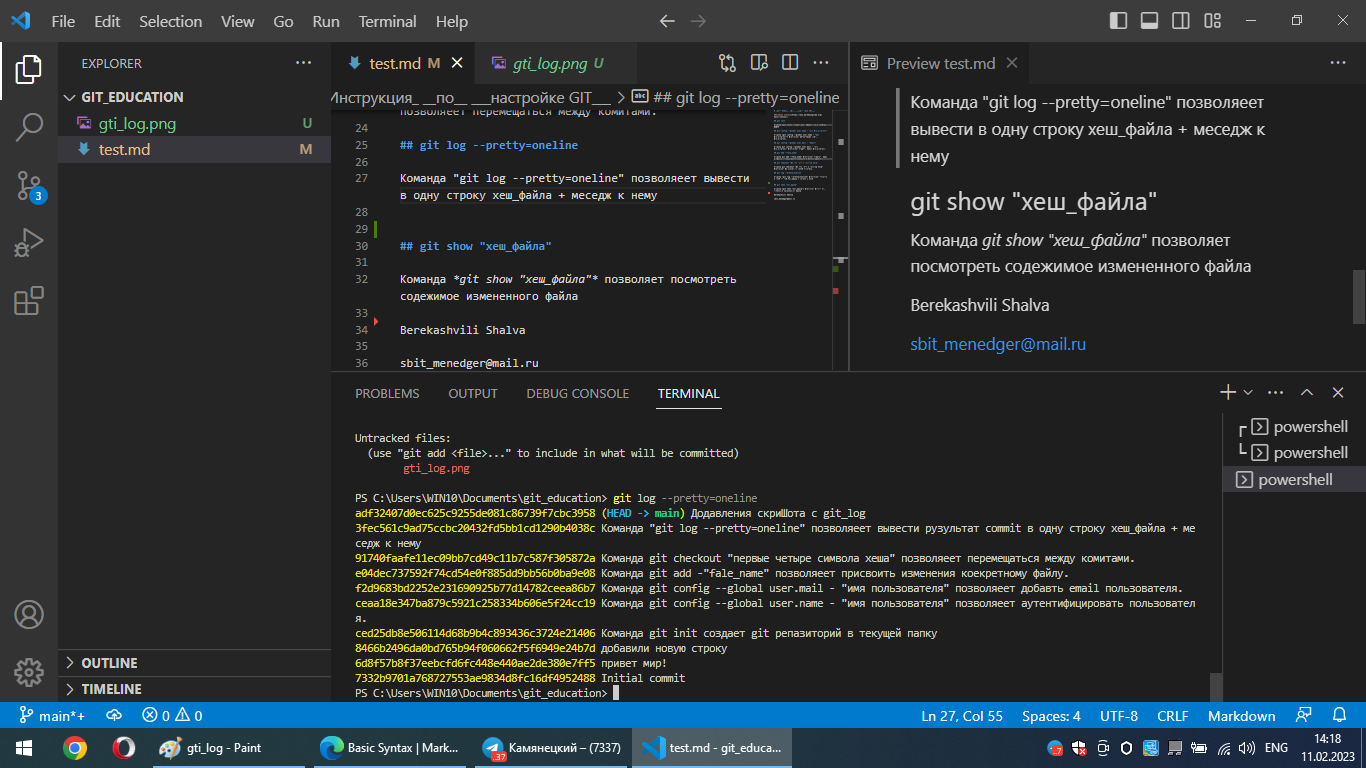 File Edit Selection View Go Run Terminal Help
EXPLORER
GIT_EDUCATION
gti_log.png U
test.md M
OUTLINE
TIMELINE
3
test.md M
gti_log.png U
Инструкция_ __по__ ___настройке GIT___ > ## git log --pretty=oneline
позволяеет перемещаться между комитами.
24
25 ## git log --pretty=oneline
26
27 Команда "git log --pretty=oneline" позволяеет вывести
в одну строку хеш_файла + меседж к нему
28
29
30 ## git show "хеш_файла"
31
32 Команда *git show "хеш_файла"* позволяет посмотреть
содежимое измененного файла
33
34 Berekashvili Shalva
35
36 sbit_menedger@mail.ru
Preview test.md
Команда "git log --pretty=oneline" позволяеет
вывести в одну строку хеш_файла + меседж к
нему
git show "хеш_файла"
Команда git show "хеш_файла" позволяет
посмотреть содежимое измененного файла
Berekashvili Shalva
sbit_menedger@mail.ru
PROBLEMS OUTPUT DEBUG CONSOLE TERMINAL
Untracked files:
(use "git add <file>..." to include in what will be committed)
gti_log.png
PS C:\Users\WIN10\Documents\git_education> git log --pretty=oneline
adf32407d0ec625c9255de081c86739f7cbc3958 (HEAD -> main) Додавления скриШота с git_log
3fec561c9ad75ccbc20432fd5bb1cd1290b4038c Команда "git log --pretty=oneline" позволяеет вывести рузультат commit в одну строку хеш_файла + ме
седж к нему
91740faafe11ec09bb7cd49c11b7c587f305872a Команда git checkout "первые четыре символа хеша" позволяеет перемещаться между комитами.
e04dec737592f74cd54e0f885dd9bb56b0ba9e08 Команда git add -"fale_name" позволяеет присвоить изменения коекретному файлу.
f2d9683bd2252e231690925b77d14782ceea86b7 Команда git config --global user.mail - "имя пользователя" позволяеет добавть email пользователя.
ceaa18e347ba879c5921c258334b606e5f24cc19 Команда git config --global user.name - "имя пользователя" позволяеет аутентифицировать пользовател
я.
ced25db8e506114d68b9b4c893436c3724e21406 Команда git init создает git репазиторий в текущей папку
8466b2496da0bd765b94f060662f5f6949e24b7d добавили новую строку
6d8f57b8f37eebcfd6fc448e440ae2de380e7ff5 привет мир!
7332b9701a768727553ae9834d8fc16df4952488 Initial commit
PS C:\Users\WIN10\Documents\git_education>
powershell
powershell
powershell
main*+ 0 0 Ln 27, Col 55 Spaces: 4 UTF-8 CRLF Markdown
gti_log - Paint
Basic Syntax | Mark...
Камянецкий – (7337)
.37
test.md - git_educa...
ENG
14:18
11.02.2023